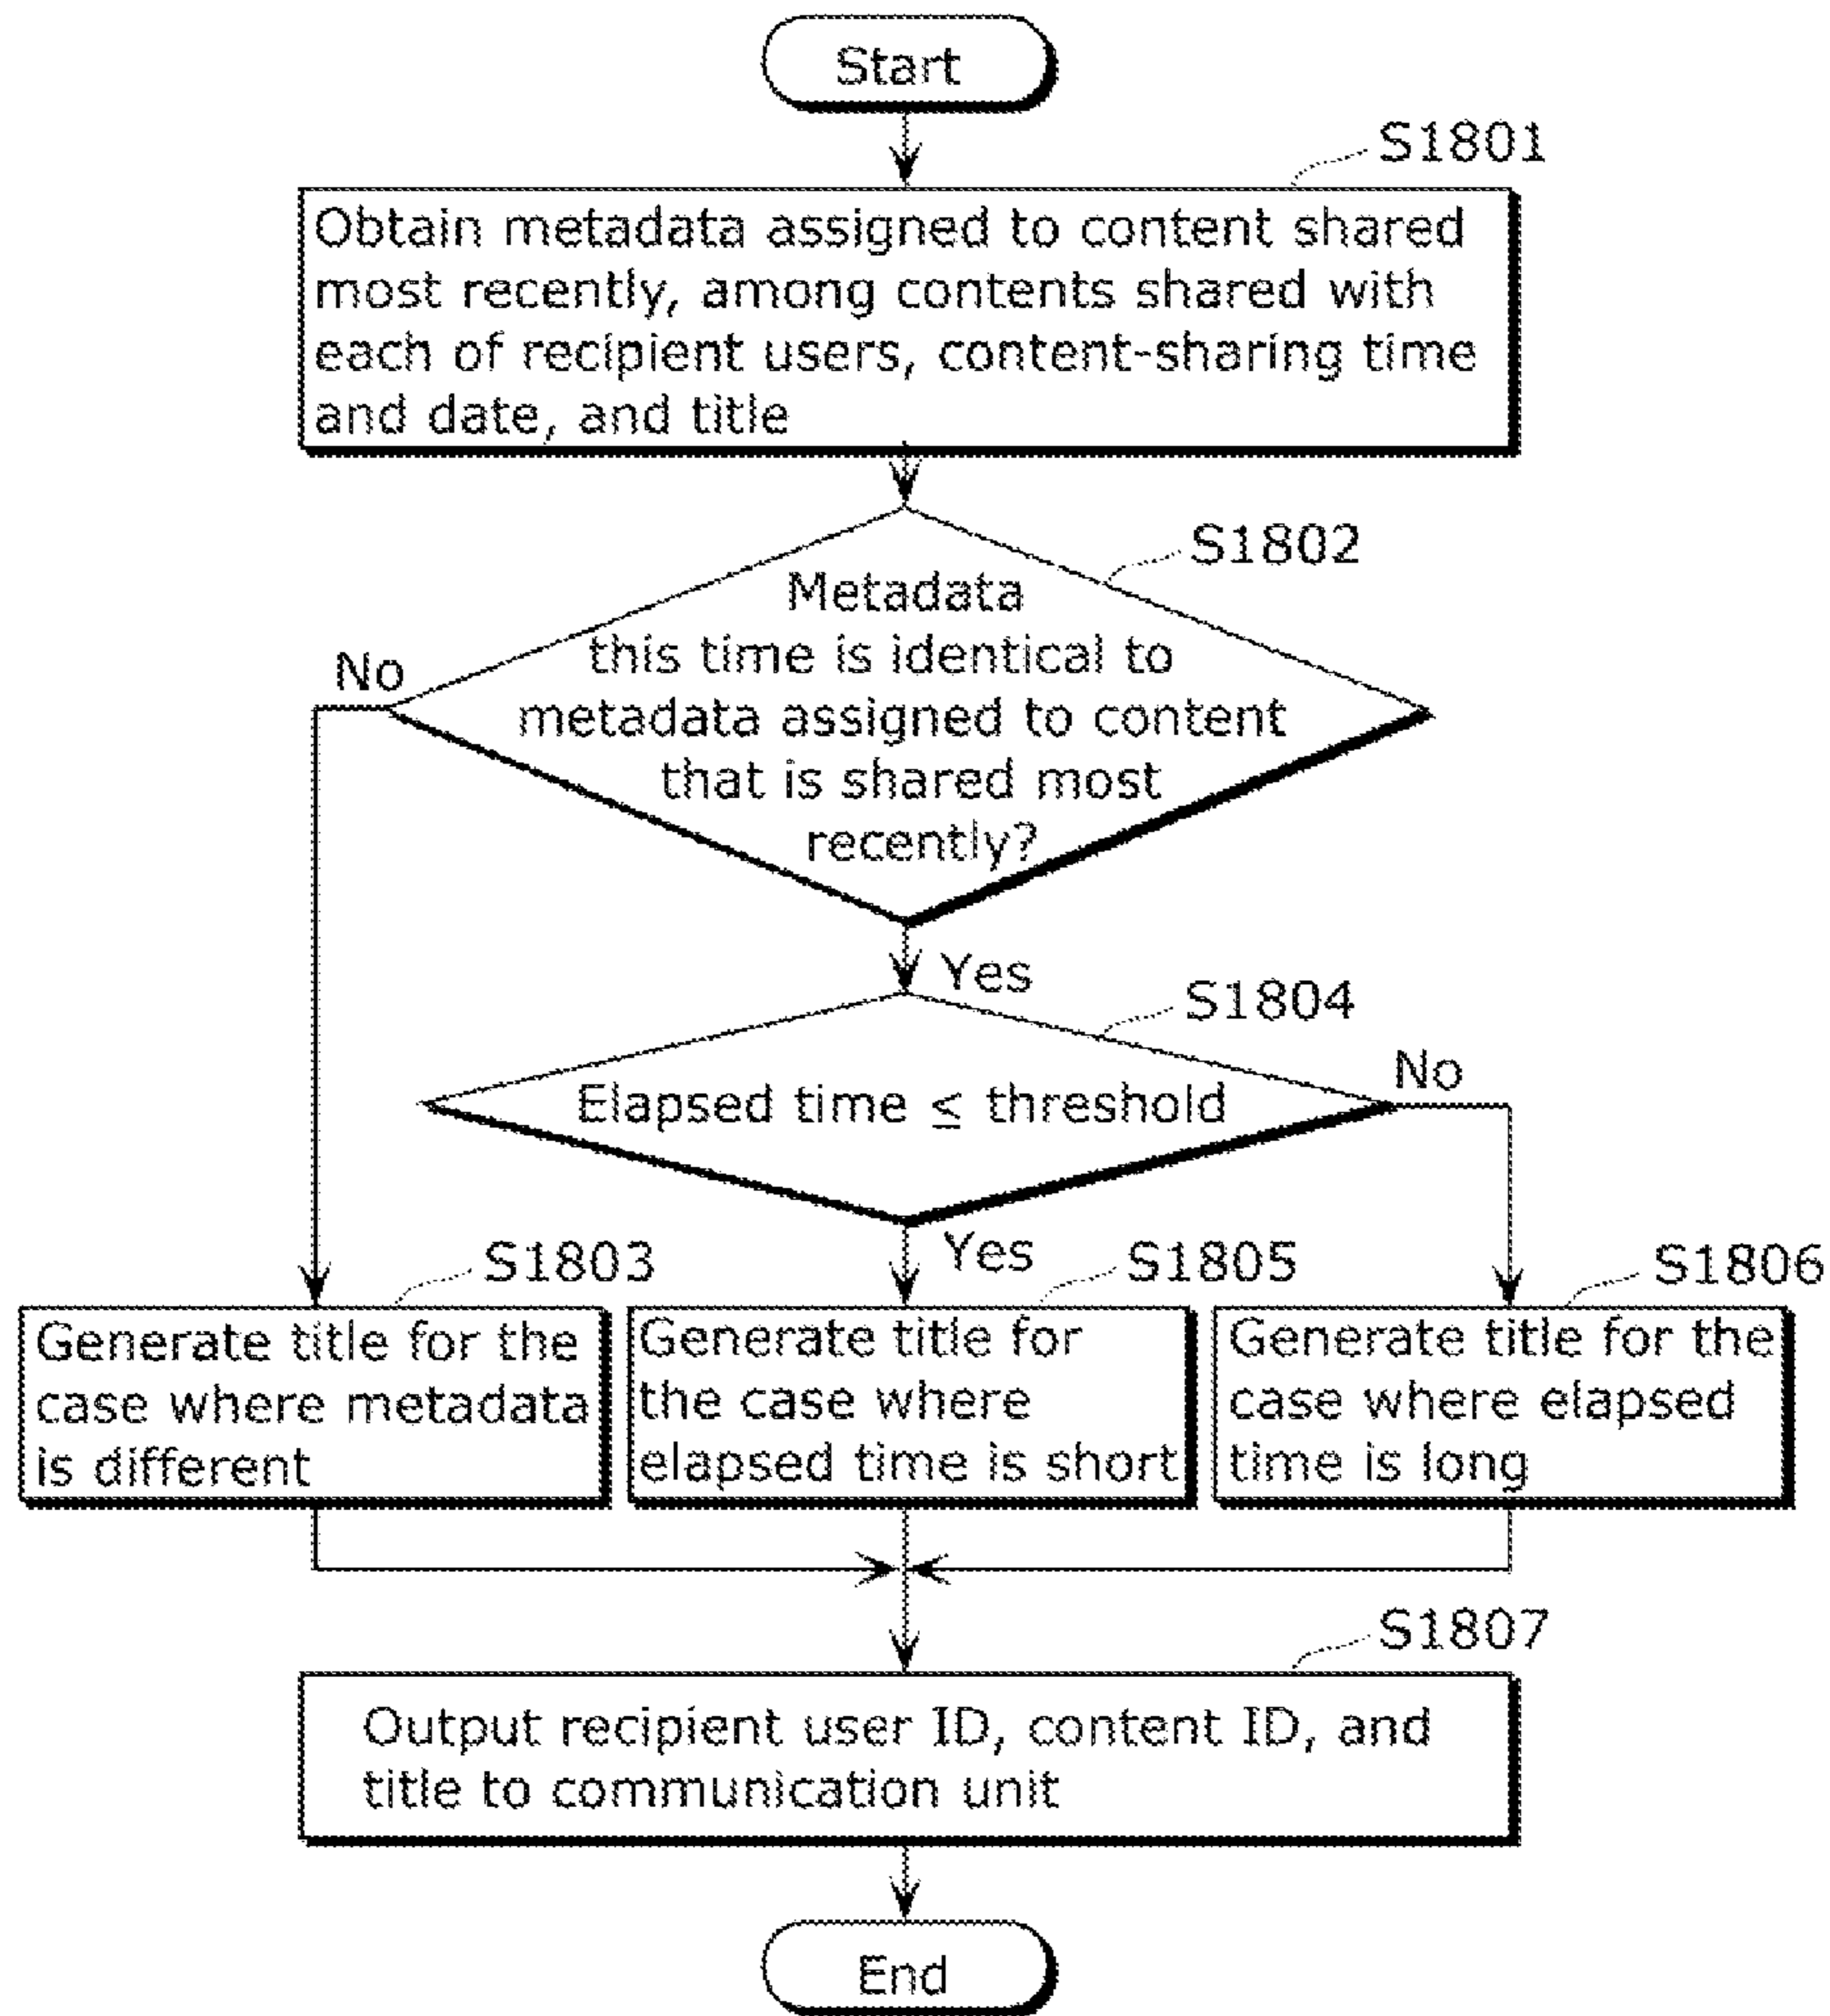 Start
S1801
Obtain metadata assigned to content shared
most recently, among contents shared with
each of recipient users, content-sharing time
and date, and title
S1802
Metadata
this time is identical to
metadata assigned to content
that is shared most
recently?
No
Yes
S1804
Elapsed time ≤ threshold
No
Yes
S1803
Generate title for the
case where metadata
is different
S1805
Generate title for
the case where
elapsed time is short
S1806
Generate title for the
case where elapsed
time is long
S1807
Output recipient user ID, content ID, and
title to communication unit
End